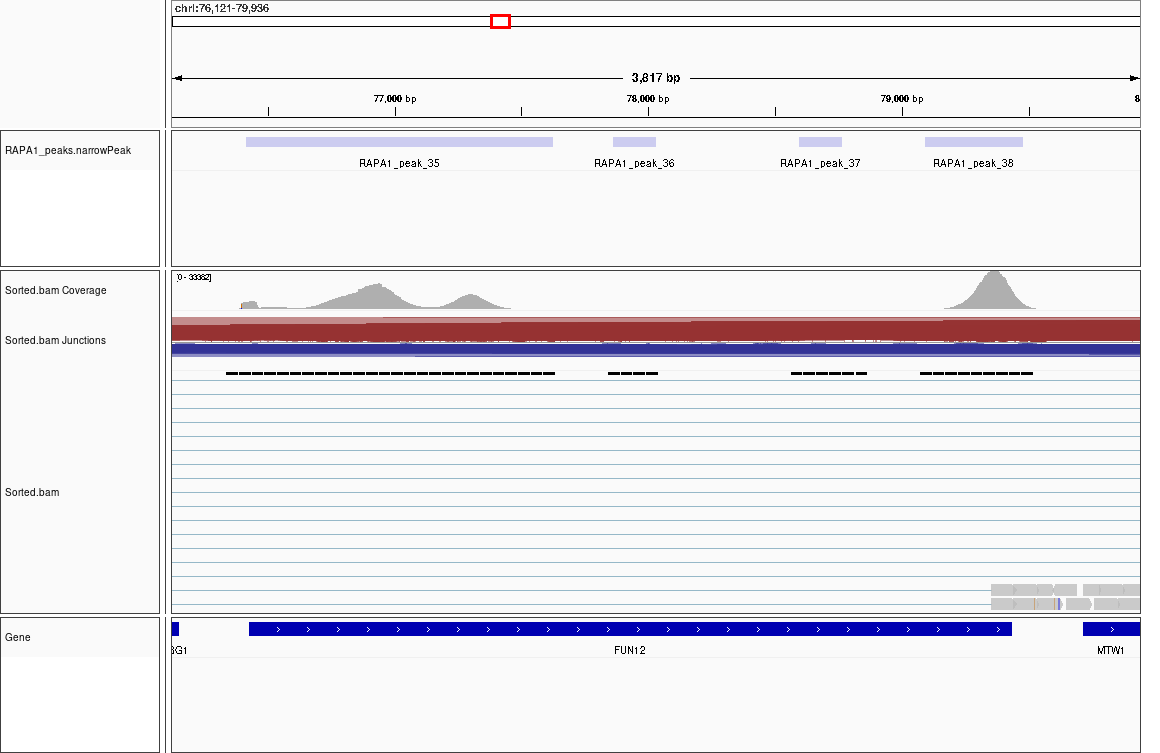 chrI:76,121-79,936
3,817 bp
77,000 bp 78,000 bp 79,000 bp 8
RAPA1_peaks.narrowPeak
RAPA1_peak_35 RAPA1_peak_36 RAPA1_peak_37 RAPA1_peak_38
[0 - 33362]
Sorted.bam Coverage
Sorted.bam Junctions
Sorted.bam
Gene
G1 FUN12 MTW1